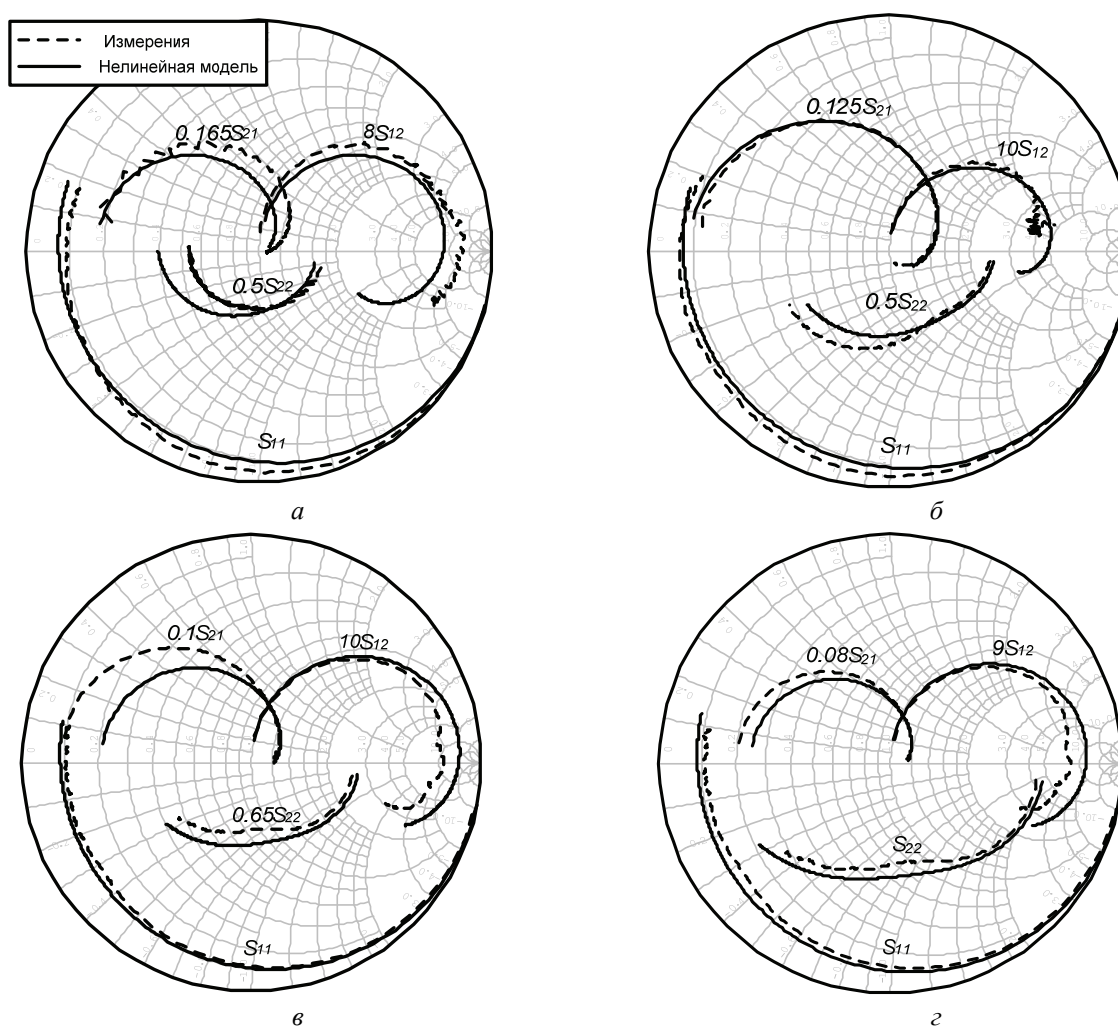 Измерения
Нелинейная модель
0.165S21
8S12
0.5S22
S11
а
0.125S21
10S12
0.5S22
S11
б
0.1S21
10S12
0.65S22
S11
в
0.08S21
9S12
S22
S11
г